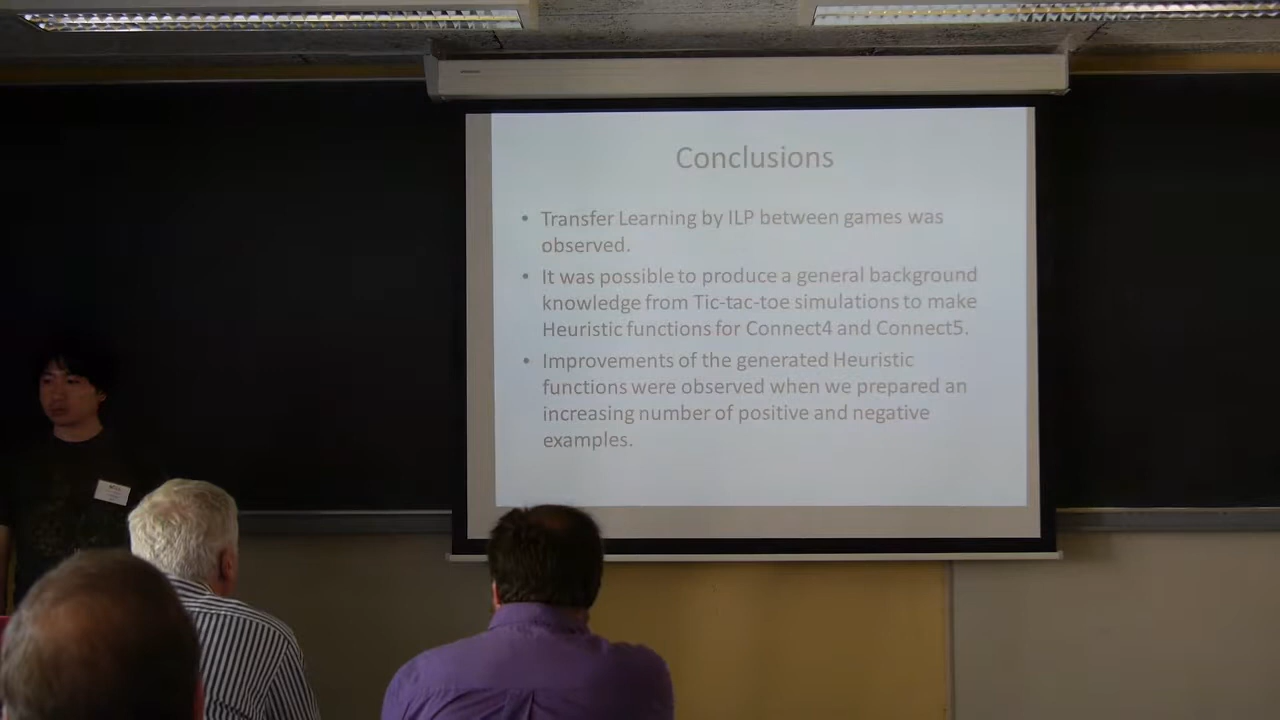 Conclusions
• Transfer Learning by ILP between games was
observed.
• It was possible to produce a general background
knowledge from Tic-tac-toe simulations to make
Heuristic functions for Connect4 and Connect5.
• Improvements of the generated Heuristic
functions were observed when we prepared an
increasing number of positive and negative
examples.